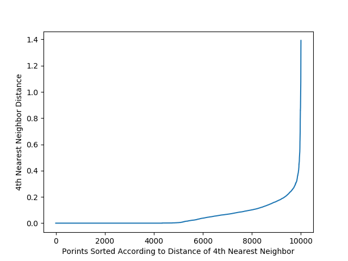 1.4
1.2
1.0
0.8
0.6
0.4
0.2
0.0
4th Nearest Neighbor Distance
0 2000 4000 6000 8000 10000
Porints Sorted According to Distance of 4th Nearest Neighbor